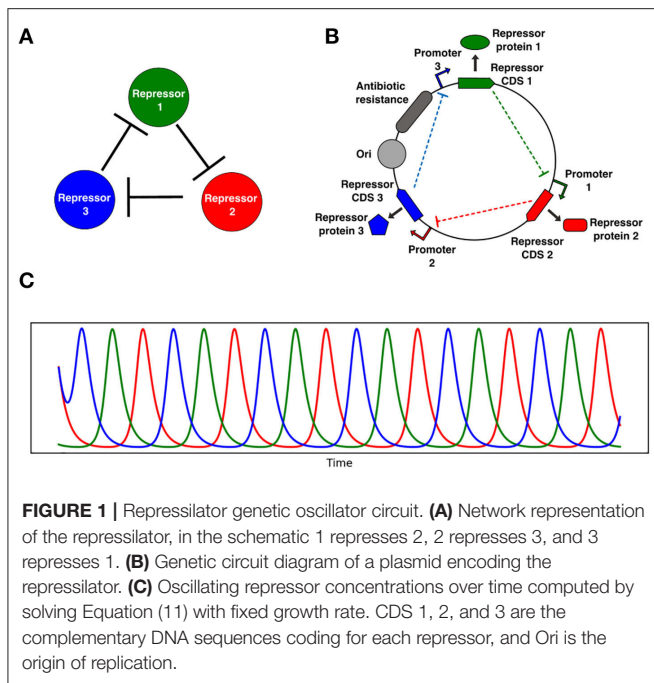 A
Repressor
1
Repressor
3
Repressor
2
B
Repressor
protein 1
Promoter
3
Repressor
CDS 1
Antibiotic
resistance
Ori
Promoter
1
Repressor
CDS 3
Repressor
protein 3
Promoter
2
Repressor
CDS 2
Repressor
protein 2
C
Time
FIGURE 1 | Repressilator genetic oscillator circuit. (A) Network representation
of the repressilator, in the schematic 1 represses 2, 2 represses 3, and 3
represses 1. (B) Genetic circuit diagram of a plasmid encoding the
repressilator. (C) Oscillating repressor concentrations over time computed by
solving Equation (11) with fixed growth rate. CDS 1, 2, and 3 are the
complementary DNA sequences coding for each repressor, and Ori is the
origin of replication.